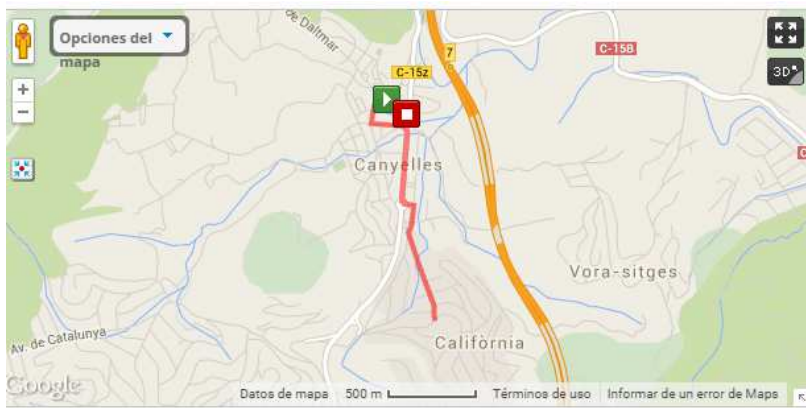 de Daltmar
Opciones del
mapa
7
C-15B
C-15z
3D
+
−
Canyelles
Vora-sitges
Califòrnia
Av. de Catalunya
Google
Datos de mapa 500 m Términos de uso Informar de un error de Maps